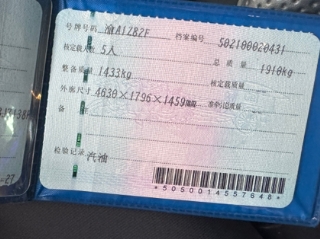 号牌号码 渝A1Z82F 档案编号 502100020431
核定载人数 5人 总质量 1910kg
整备质量 1433kg 核定载质量
外廓尺寸 4630×1796×1459mm 准牵引总质量
备注
检验记录 汽油
*5050014557648*